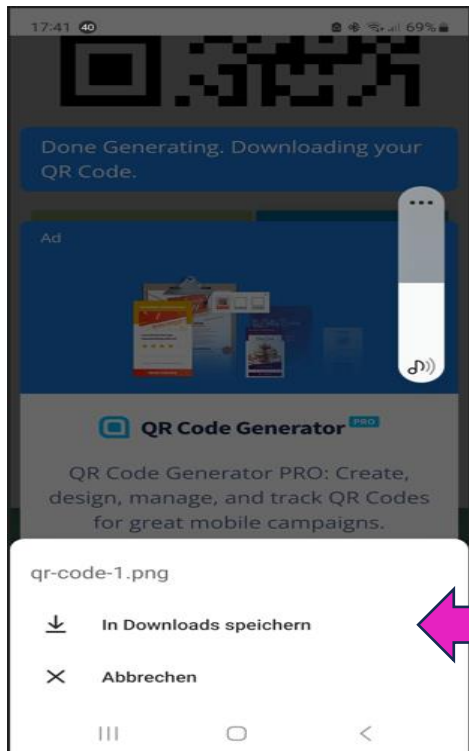 17:41 40 69%
Done Generating. Downloading your
QR Code.
Ad
QR Code Generator PRO
QR Code Generator PRO: Create,
design, manage, and track QR Codes
for great mobile campaigns.
qr-code-1.png
In Downloads speichern
Abbrechen